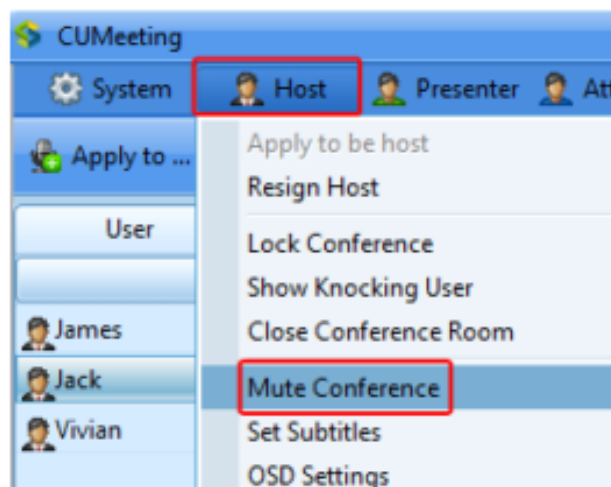 CUMeeting
System Host Presenter Att
Apply to ...
Apply to be host
Resign Host
User
Lock Conference
Show Knocking User
James
Close Conference Room
Jack
Mute Conference
Vivian
Set Subtitles
OSD Settings